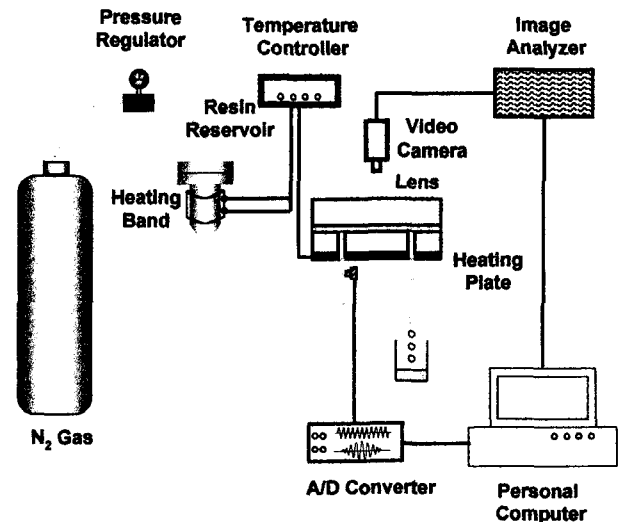 Pressure
Regulator
Temperature
Controller
Image
Analyzer
Resin
Reservoir
Video
Camera
Heating
Band
Lens
Heating
Plate
N₂ Gas
A/D Converter
Personal
Computer